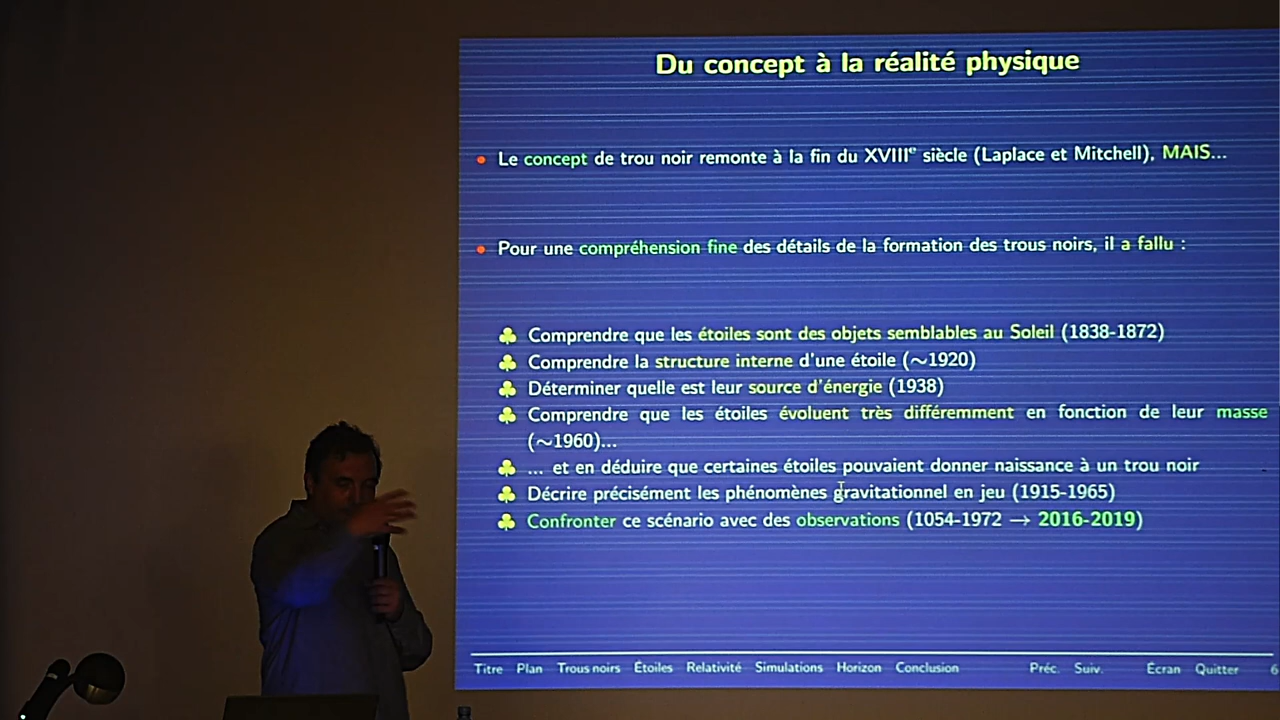 Du concept à la réalité physique
• Le concept de trou noir remonte à la fin du XVIIIe siècle (Laplace et Mitchell), MAIS...
• Pour une compréhension fine des détails de la formation des trous noirs, il a fallu :
♣ Comprendre que les étoiles sont des objets semblables au Soleil (1838-1872)
♣ Comprendre la structure interne d'une étoile (∼1920)
♣ Déterminer quelle est leur source d'énergie (1938)
♣ Comprendre que les étoiles évoluent très différemment en fonction de leur masse
(∼1960)...
♣ ... et en déduire que certaines étoiles pouvaient donner naissance à un trou noir
♣ Décrire précisément les phénomènes gravitationnel en jeu (1915-1965)
♣ Confronter ce scénario avec des observations (1054-1972 → 2016-2019)
Titre Plan Trous noirs Étoiles Relativité Simulations Horizon Conclusion Préc. Suiv. Écran Quitter 6